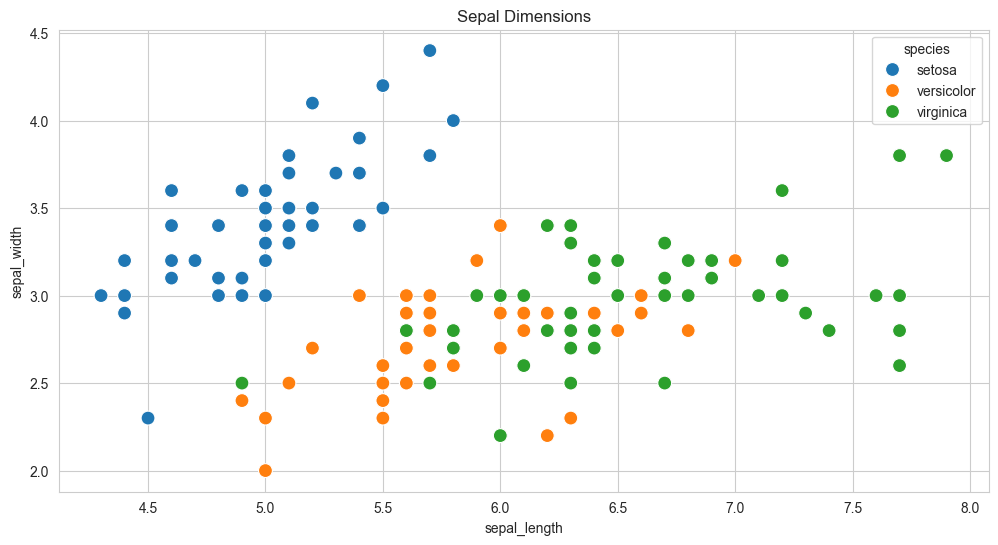 Sepal Dimensions
species
setosa
versicolor
virginica
4.5
4.0
3.5
3.0
2.5
2.0
sepal_width
4.5 5.0 5.5 6.0 6.5 7.0 7.5 8.0
sepal_length